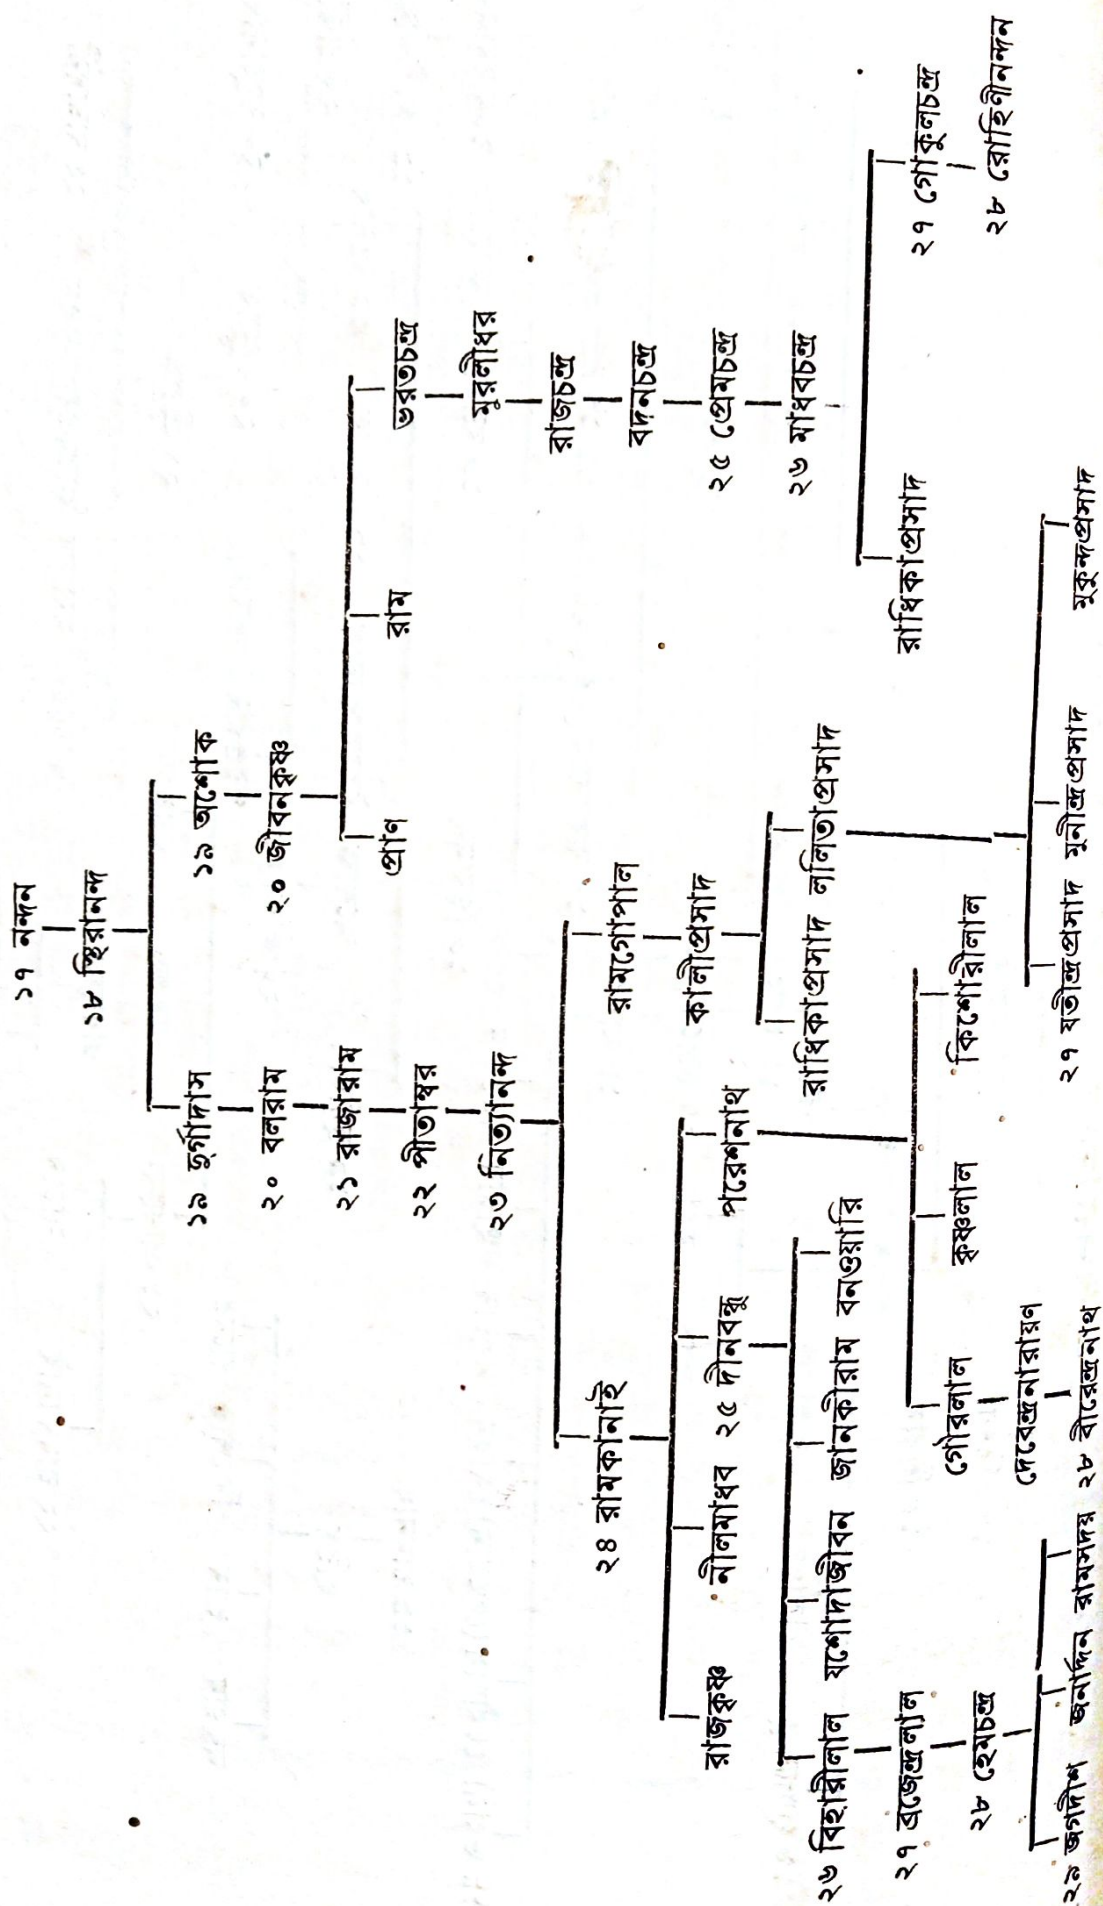 ১৭ নন্দন
১৮ স্থিরানন্দ
১৯ দুর্গাদাস ১৯ অশোক
২০ বলরাম ২০ জীবনকৃষ্ণ
২১ রাজারাম প্রাণ রাম ভরতচন্দ্র
২২ পীতাম্বর মুরলীধর
২৩ নিত্যানন্দ রাজচন্দ্র
বদনচন্দ্র
২৪ রামকানাই রামগোপাল ২৫ প্রেমচন্দ্র
কালীপ্রসাদ ২৬ মাধবচন্দ্র
রাজকৃষ্ণ নীলমাধব ২৫ দীনবন্ধু পরেশনাথ
রাধিকাপ্রসাদ ললিতাপ্রসাদ রাধিকাপ্রসাদ ২৭ গোকুলচন্দ্র
২৬ বিহারীলাল যশোদাজীবন জানকীরাম বনওয়ারি
২৮ রোহিণীনন্দন
২৭ ব্রজেন্দ্রলাল গৌরলাল কৃষ্ণলাল কিশোরীলাল
২৮ হেমচন্দ্র দেবেন্দ্রনারায়ণ
২৭ যতীন্দ্রপ্রসাদ মুনীন্দ্রপ্রসাদ মুকুন্দপ্রসাদ
২৯ জগদীশ জনার্দ্দন রামসদয় ২৮ বীরেন্দ্রনাথ